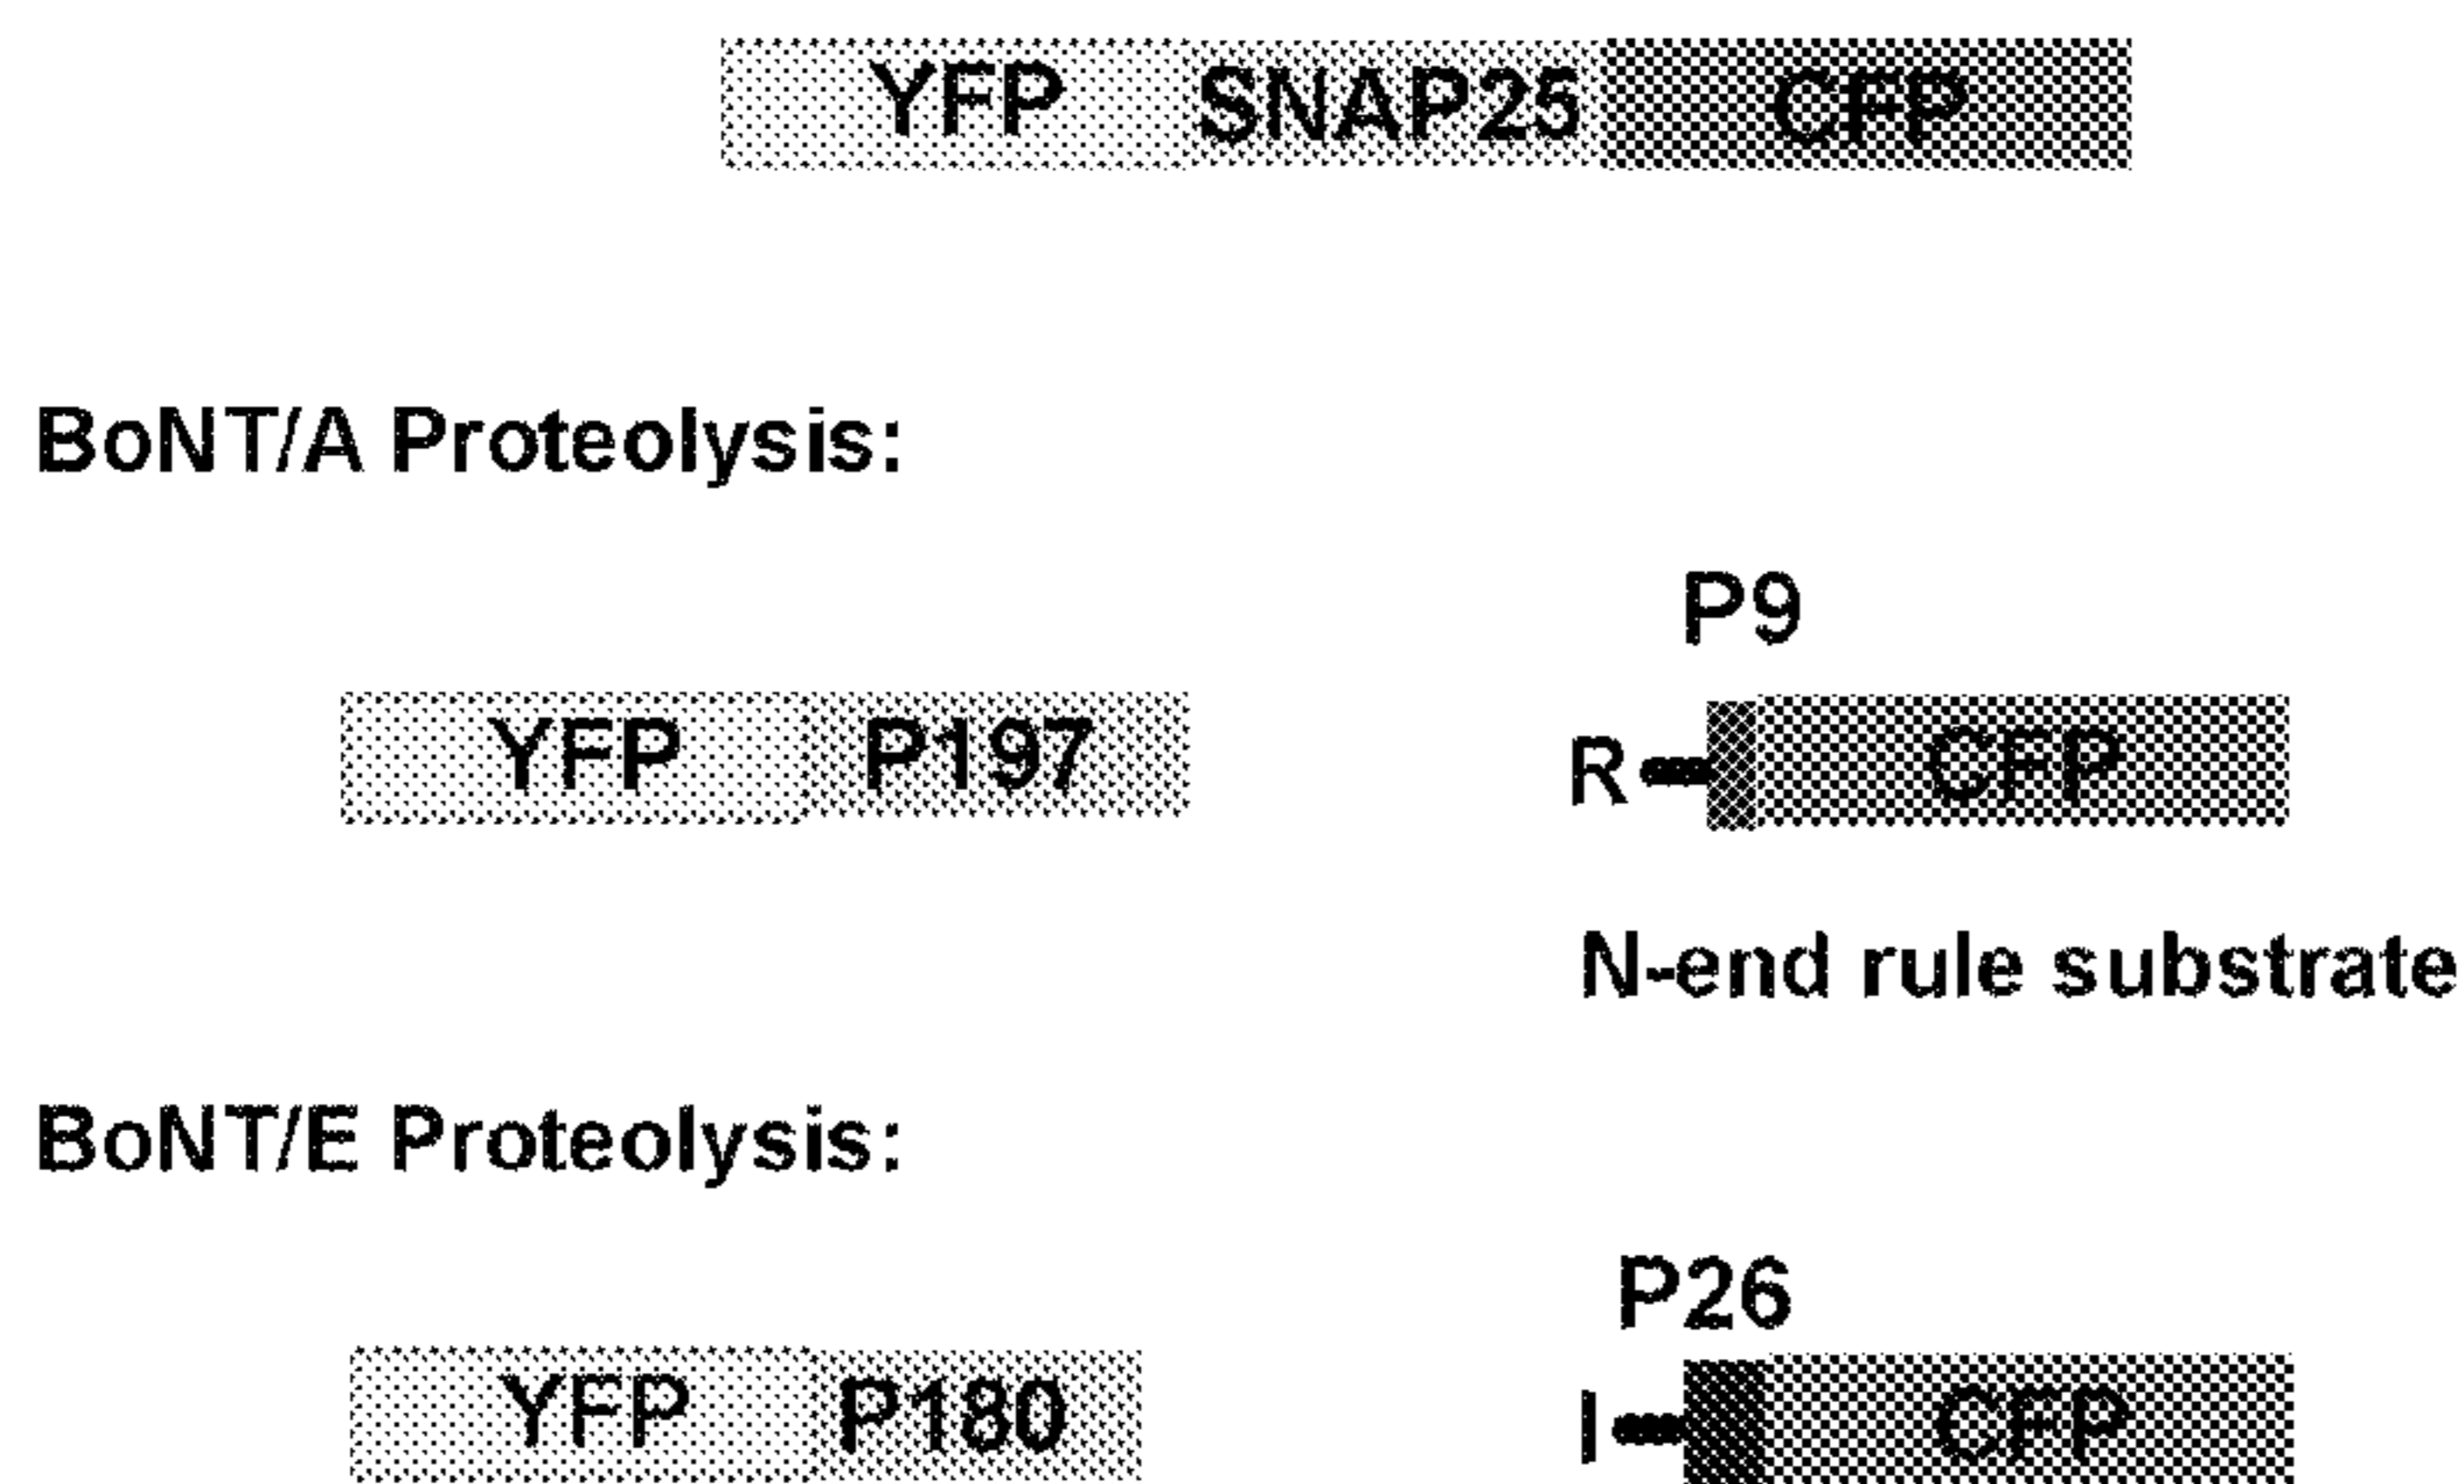 YFP SNAP25 CFP
BoNT/A Proteolysis:
P9
YFP P197 R CFP
N-end rule substrate
BoNT/E Proteolysis:
P26
YFP P180 I CFP